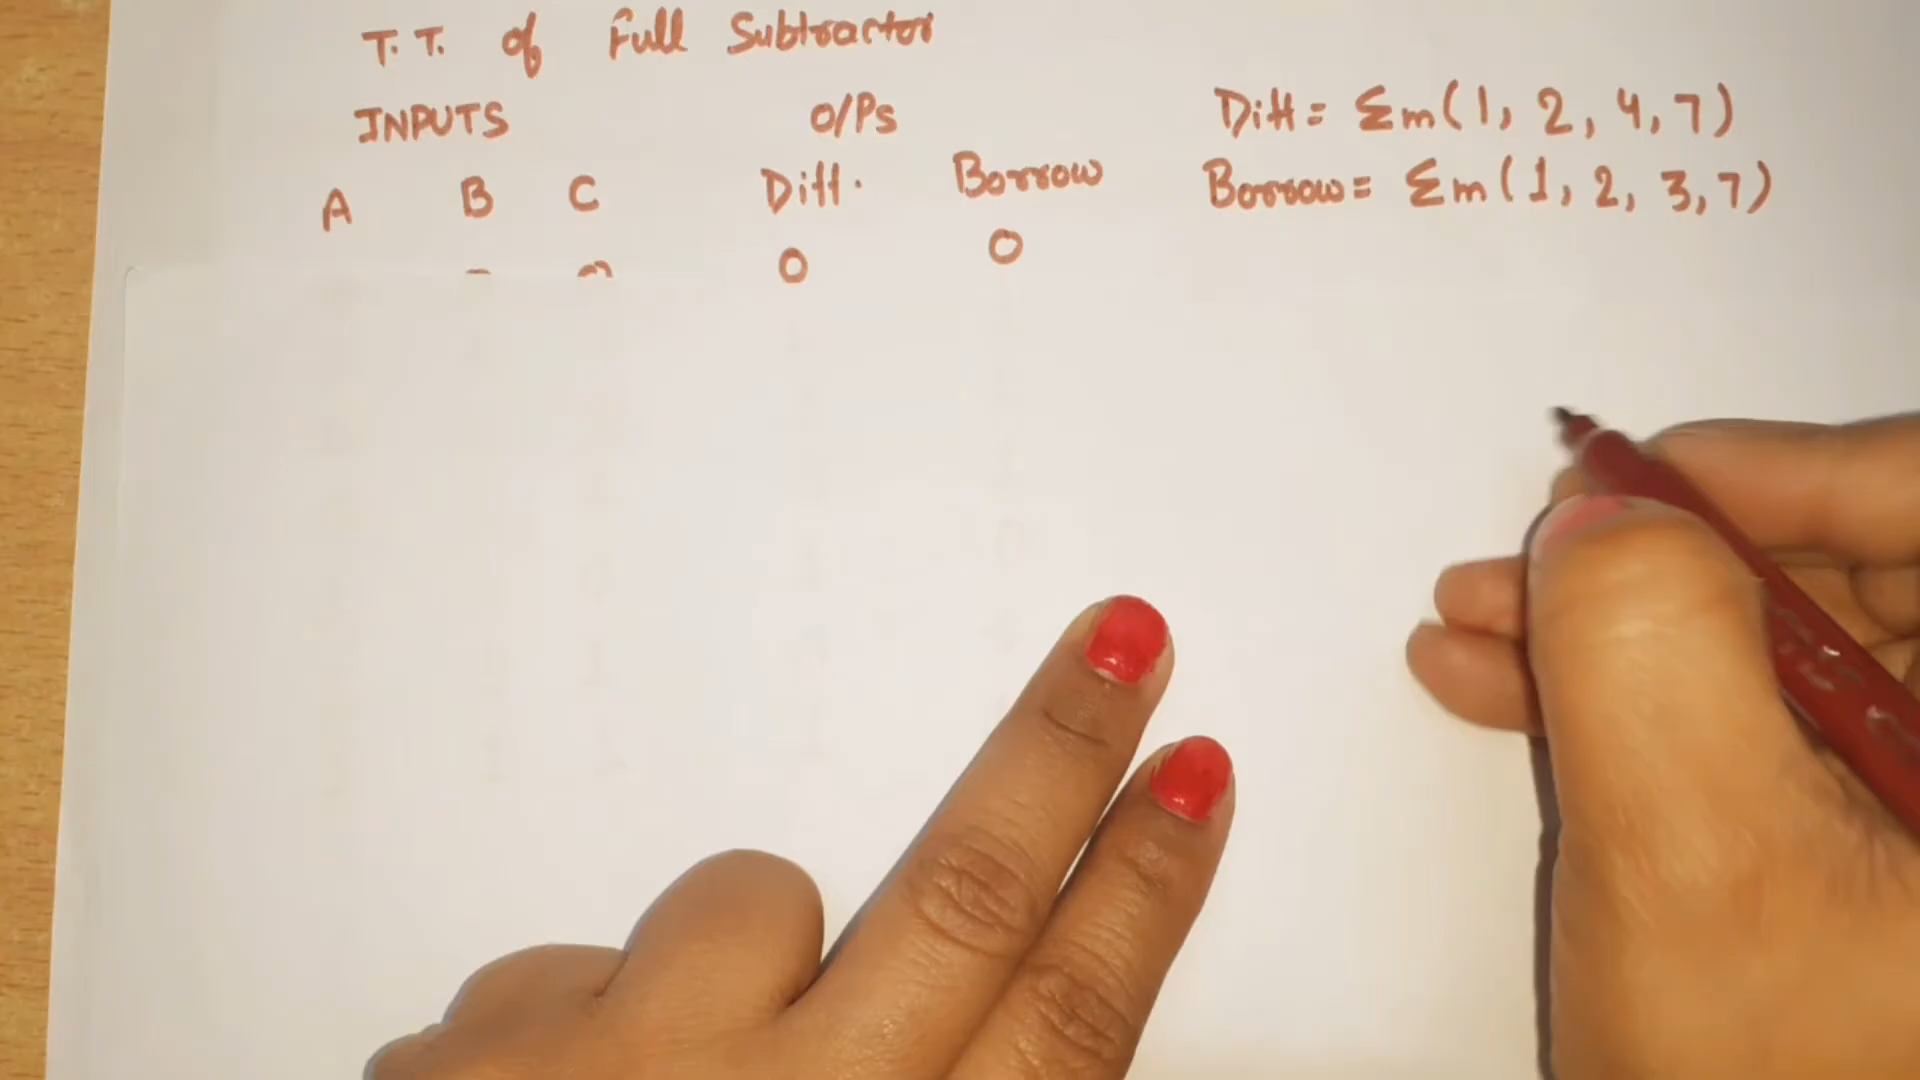 T.T. of Full Subtractor
INPUTS O/Ps
A B C Diff. Borrow
0 0
Diff = Σm(1, 2, 4, 7)
Borrow = Σm(1, 2, 3, 7)